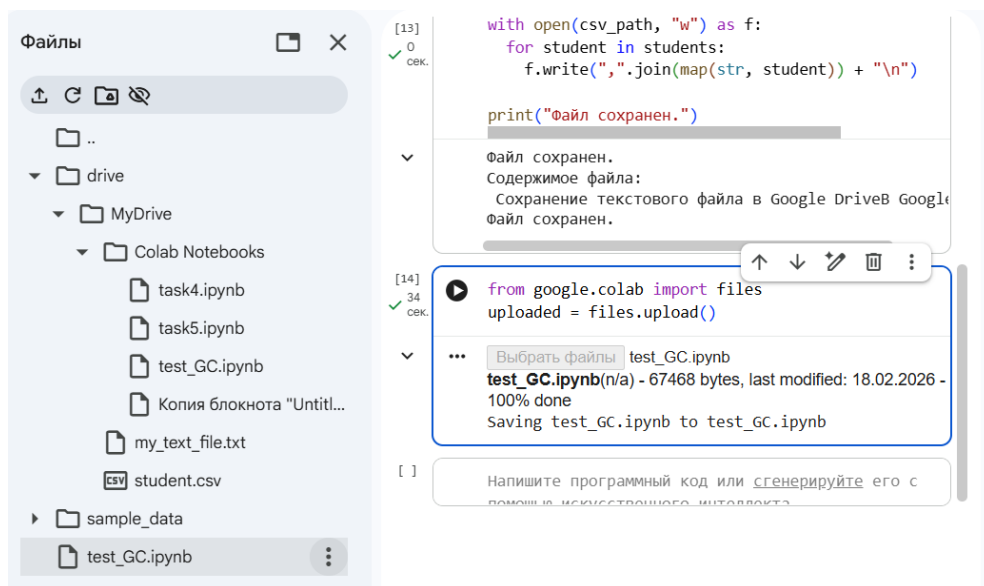 Файлы
..
drive
MyDrive
Colab Notebooks
task4.ipynb
task5.ipynb
test_GC.ipynb
Копия блокнота "Untitl...
my_text_file.txt
CSV student.csv
sample_data
test_GC.ipynb
[13]
0
сек.
with open(csv_path, "w") as f:
for student in students:
f.write(",".join(map(str, student)) + "\n")
print("Файл сохранен.")
Файл сохранен.
Содержимое файла:
Сохранение текстового файла в Google DriveВ Google
Файл сохранен.
[14]
34
сек.
from google.colab import files
uploaded = files.upload()
Выбрать файлы test_GC.ipynb
test_GC.ipynb(n/a) - 67468 bytes, last modified: 18.02.2026 -
100% done
Saving test_GC.ipynb to test_GC.ipynb
[ ]
Напишите программный код или сгенерируйте его с
помощью искусственного интеллекта